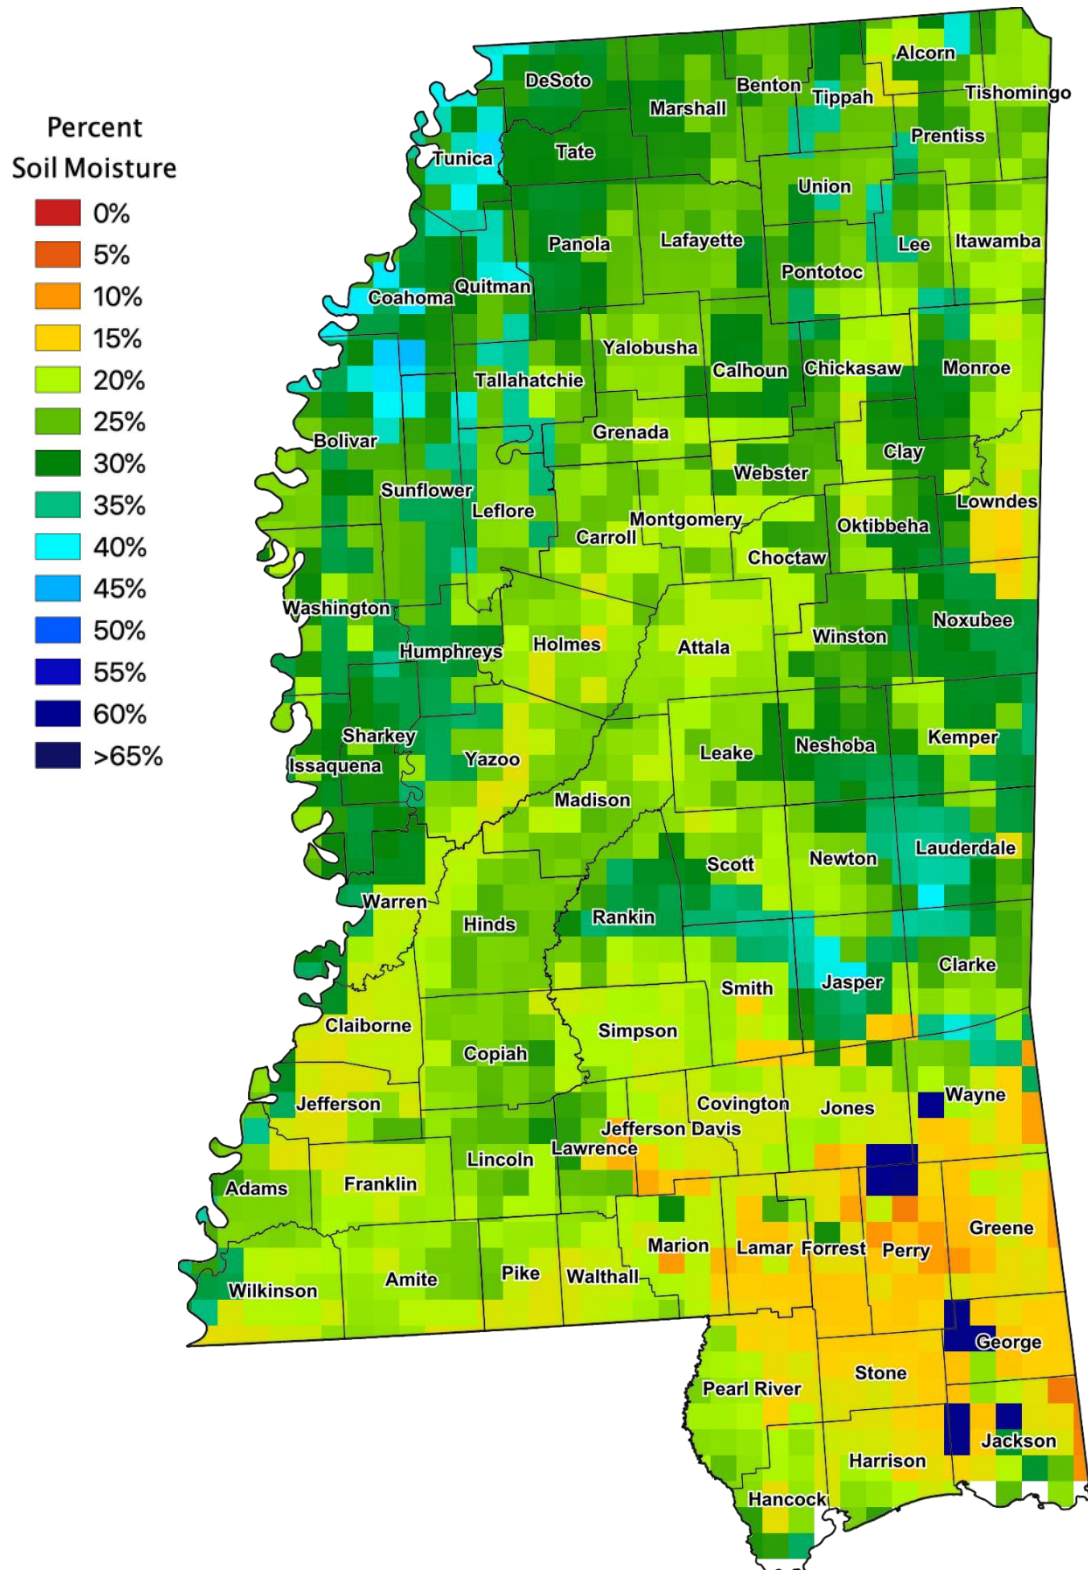 Percent
Soil Moisture
0%
5%
10%
15%
20%
25%
30%
35%
40%
45%
50%
55%
60%
>65%
Alcorn
DeSoto
Benton
Tippah
Tishomingo
Marshall
Prentiss
Tunica
Tate
Union
Panola
Lafayette
Lee
Itawamba
Pontotoc
Quitman
Coahoma
Yalobusha
Calhoun
Chickasaw
Monroe
Tallahatchie
Bolivar
Grenada
Clay
Webster
Sunflower
Leflore
Lowndes
Montgomery
Oktibbeha
Carroll
Choctaw
Washington
Noxubee
Humphreys
Holmes
Attala
Winston
Sharkey
Kemper
Issaquena
Yazoo
Leake
Neshoba
Madison
Lauderdale
Scott
Newton
Warren
Hinds
Rankin
Clarke
Smith
Jasper
Claiborne
Simpson
Copiah
Jefferson
Covington
Jones
Wayne
Jefferson Davis
Lawrence
Lincoln
Adams
Franklin
Greene
Marion
Lamar
Forrest
Perry
Wilkinson
Amite
Pike
Walthall
George
Pearl River
Stone
Jackson
Harrison
Hancock